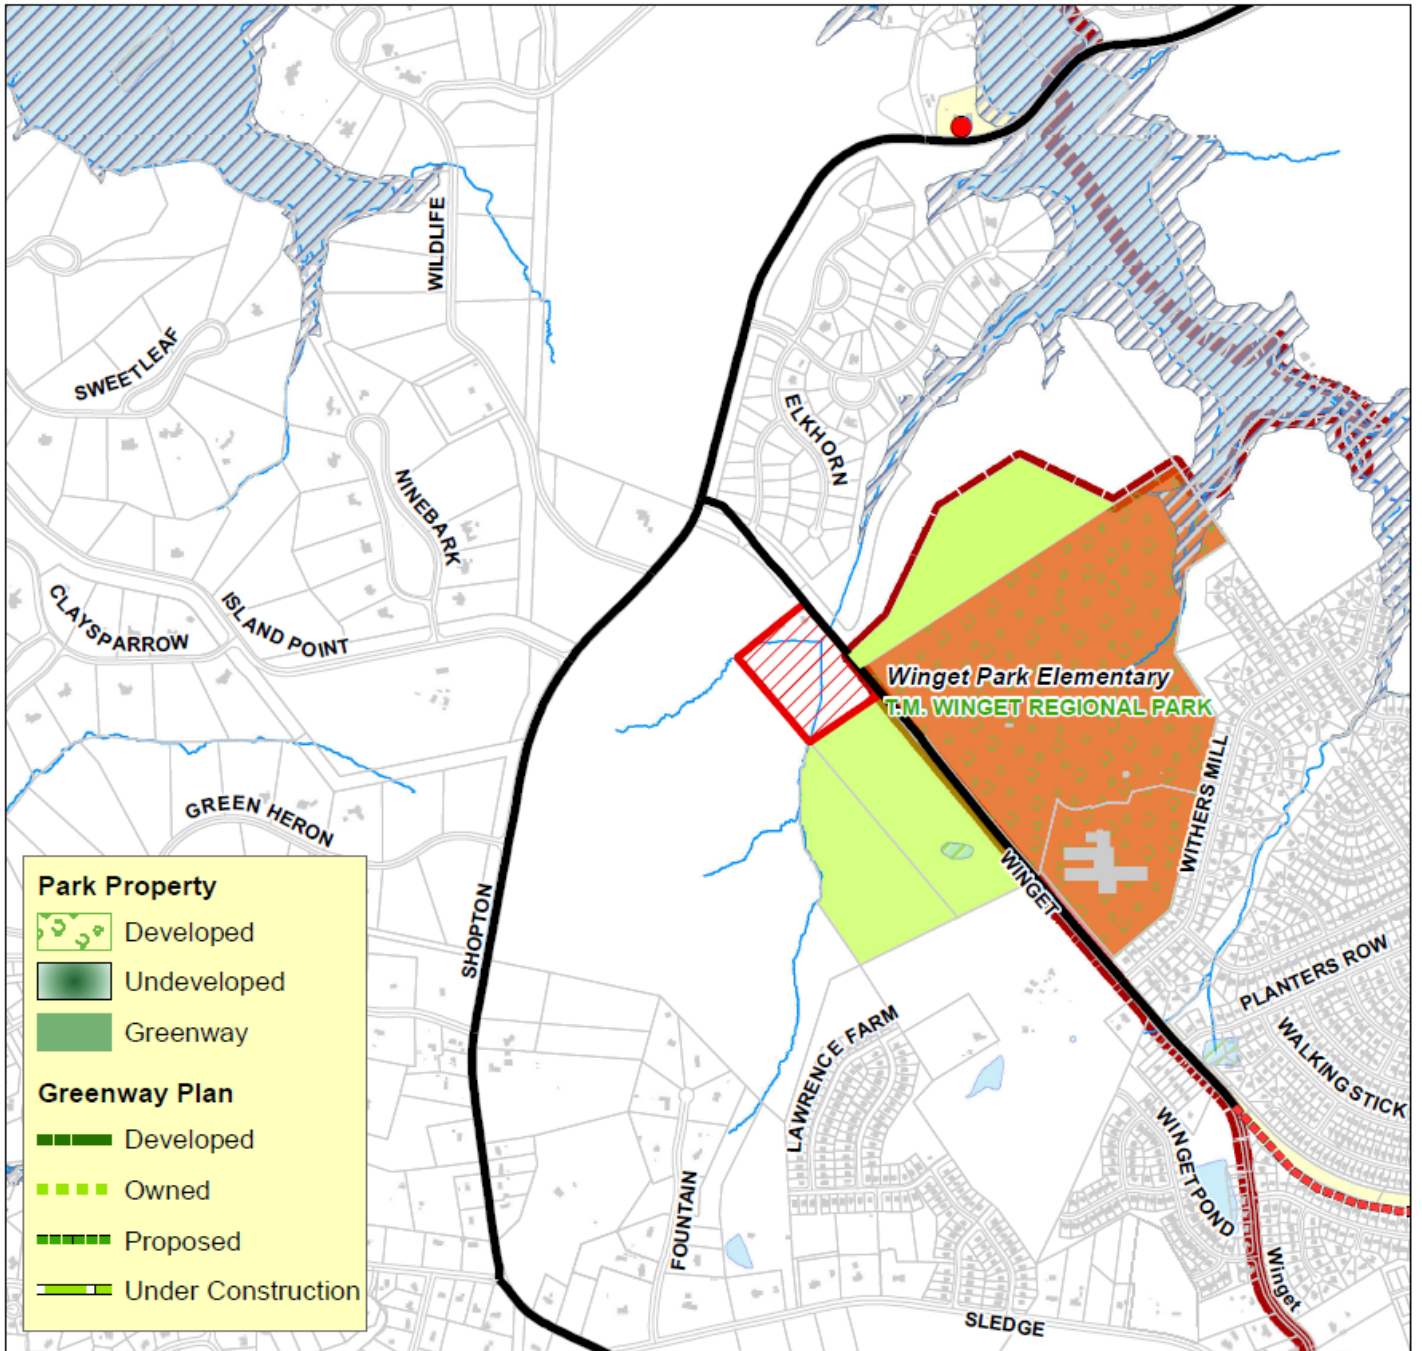 WILDLIFE
SWEETLEAF
ELKHORN
NINEBARK
CLAYSPARROW
ISLAND POINT
Winget Park Elementary
T.M. WINGET REGIONAL PARK
WITHERS MILL
GREEN HERON
WINGET
SHOPTON
PLANTERS ROW
WALKING STICK
LAWRENCE FARM
WINGET POND
FOUNTAIN
Winget
SLEDGE
Park Property
Developed
Undeveloped
Greenway
Greenway Plan
Developed
Owned
Proposed
Under Construction